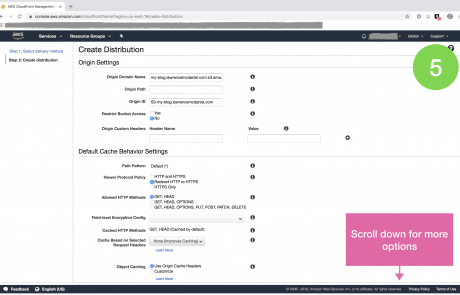 AWS CloudFront Management
console.aws.amazon.com/cloudfront/home?region=us-east-1#create-distribution:
aws Services Resource Groups Global Support
Step 1: Select delivery method
Step 2: Create distribution
Create Distribution
5
Origin Settings
Origin Domain Name my-blog.lawrencemcdaniel.com.s3.ama
Origin Path
Origin ID S3-my-blog.lawrencemcdaniel.com
Restrict Bucket Access Yes
No
Origin Custom Headers Header Name Value
Default Cache Behavior Settings
Path Pattern Default (*)
Viewer Protocol Policy HTTP and HTTPS
Redirect HTTP to HTTPS
HTTPS Only
Allowed HTTP Methods GET, HEAD
GET, HEAD, OPTIONS
GET, HEAD, OPTIONS, PUT, POST, PATCH, DELETE
Field-level Encryption Config
Cached HTTP Methods GET, HEAD (Cached by default)
Cache Based on Selected
Request Headers
None (Improves Caching)
Learn More
Object Caching Use Origin Cache Headers
Customize
Learn More
Scroll down for more
options
Feedback English (US) © 2008 - 2019, Amazon Web Services, Inc. or its affiliates. All rights reserved. Privacy Policy Terms of Use